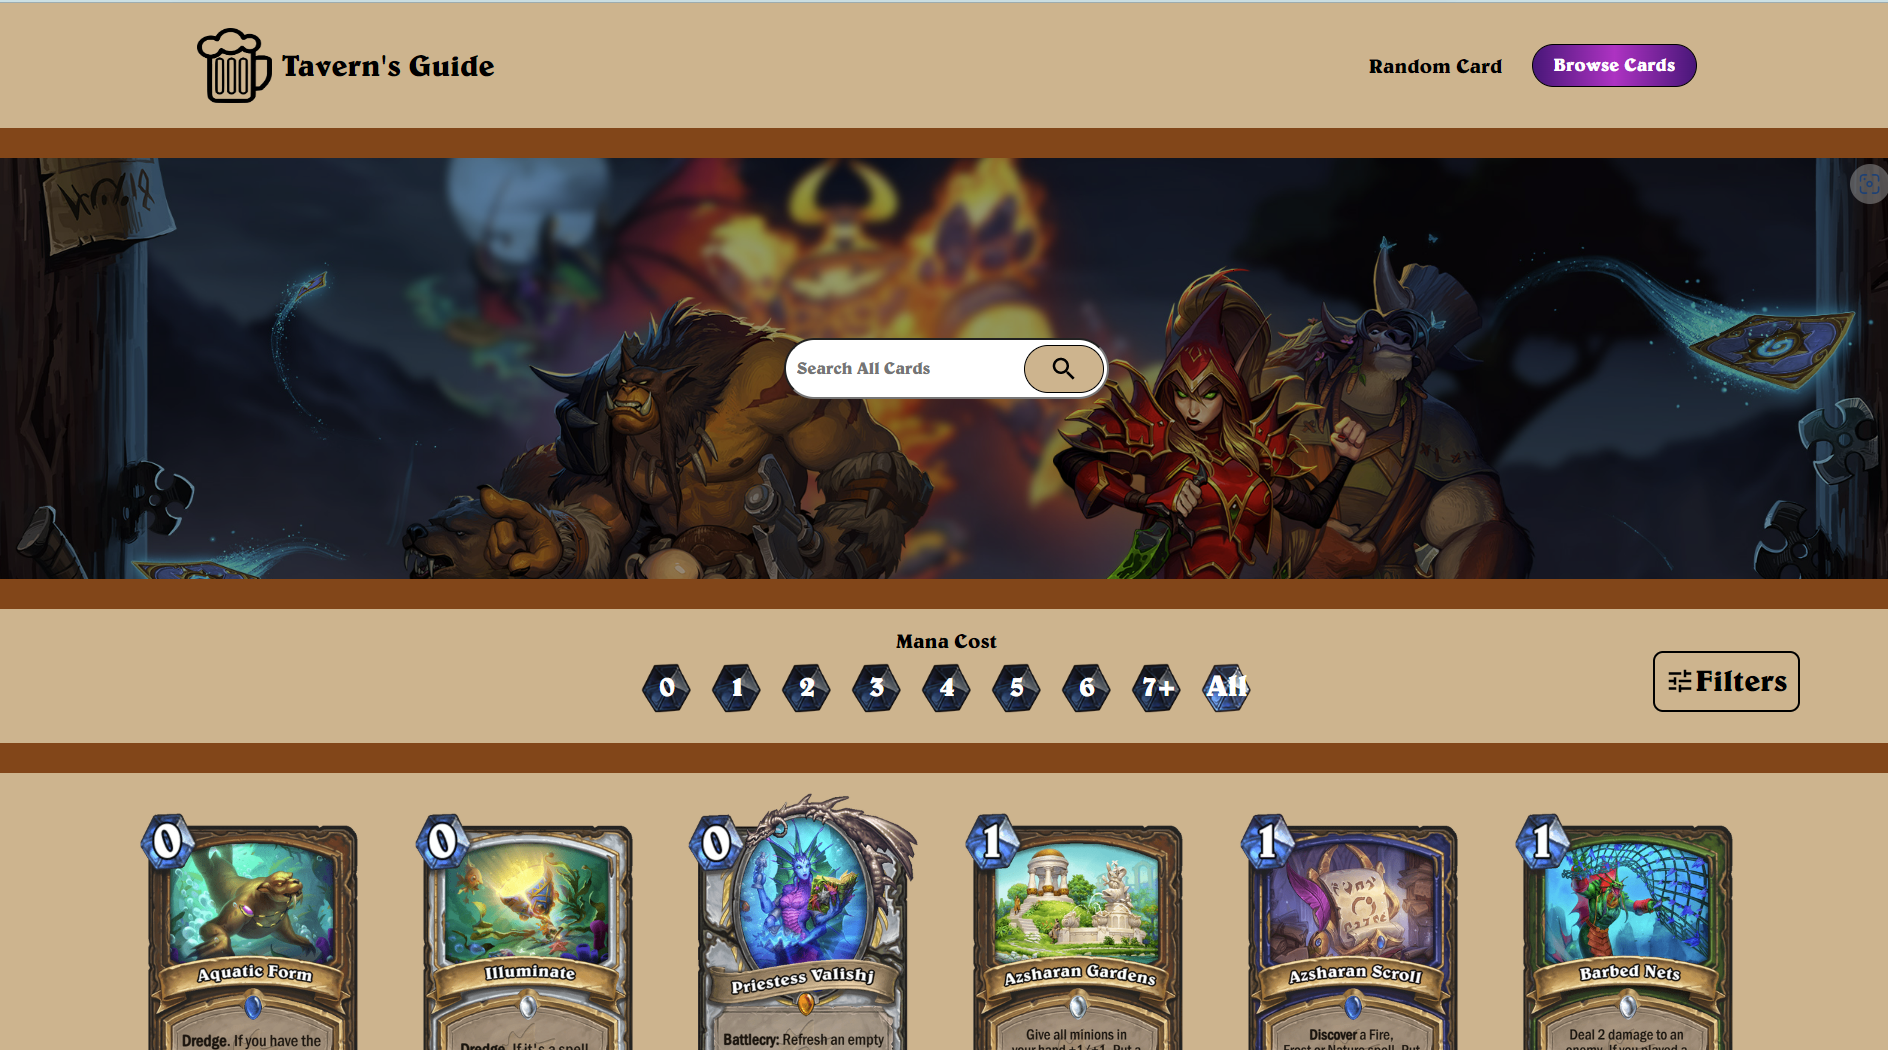 Tavern's Guide
Random Card
Browse Cards
Search All Cards
Mana Cost
0 1 2 3 4 5 6 7+ All
Filters
0
Aquatic Form
Dredge. If you have the
0
Illuminate
Dredge. If it's a spell,
0
Priestess Valishj
Battlecry: Refresh an empty
1
Azsharan Gardens
Give all minions in
your hand +1/+1. Put a
1
Azsharan Scroll
Discover a Fire,
Frost or Nature spell. Put
1
Barbed Nets
Deal 2 damage to an
enemy. If you played a